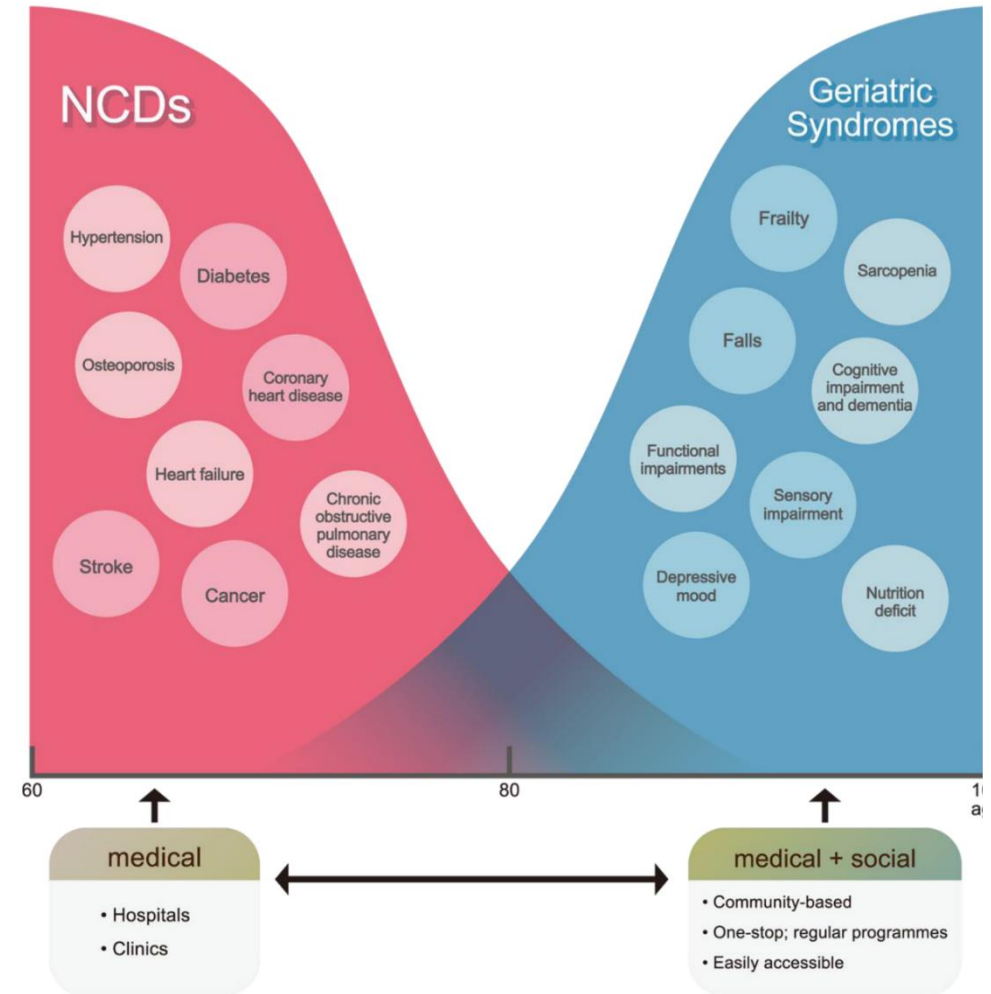 NCDs
Hypertension
Diabetes
Osteoporosis
Coronary
heart disease
Heart failure
Chronic
obstructive
pulmonary
disease
Stroke
Cancer
Geriatric
Syndromes
Frailty
Sarcopenia
Falls
Cognitive
impairment
and dementia
Functional
impairments
Sensory
impairment
Depressive
mood
Nutrition
deficit
60
80
medical
• Hospitals
• Clinics
medical + social
• Community-based
• One-stop; regular programmes
• Easily accessible